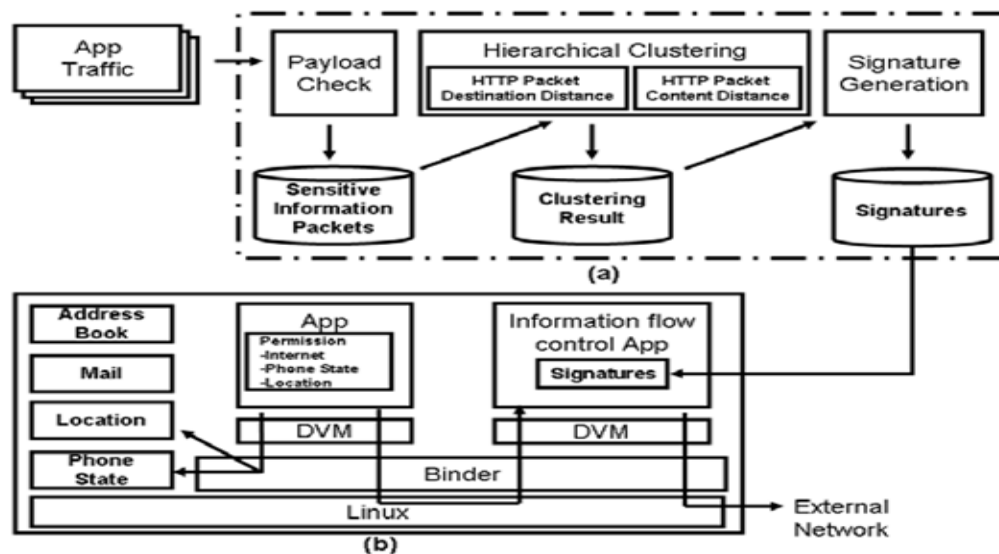 App
Traffic
Payload
Check
Hierarchical Clustering
HTTP Packet
Destination Distance
HTTP Packet
Content Distance
Signature
Generation
Sensitive
Information
Packets
Clustering
Result
Signatures
(a)
Address
Book
Mail
Location
Phone
State
App
Permission
-Internet
-Phone State
-Location
Information flow
control App
Signatures
DVM
DVM
Binder
Linux
External
Network
(b)